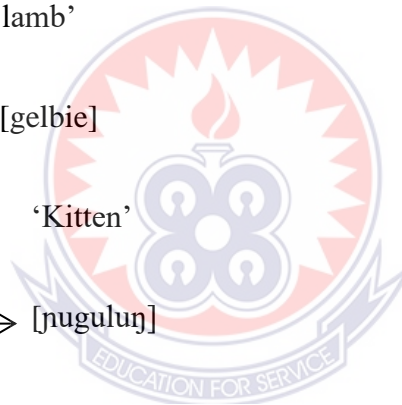 lamb’
[gelbie]
‘Kitten’
[ɲuguluŋ]
EDUCATION FOR SERVICE